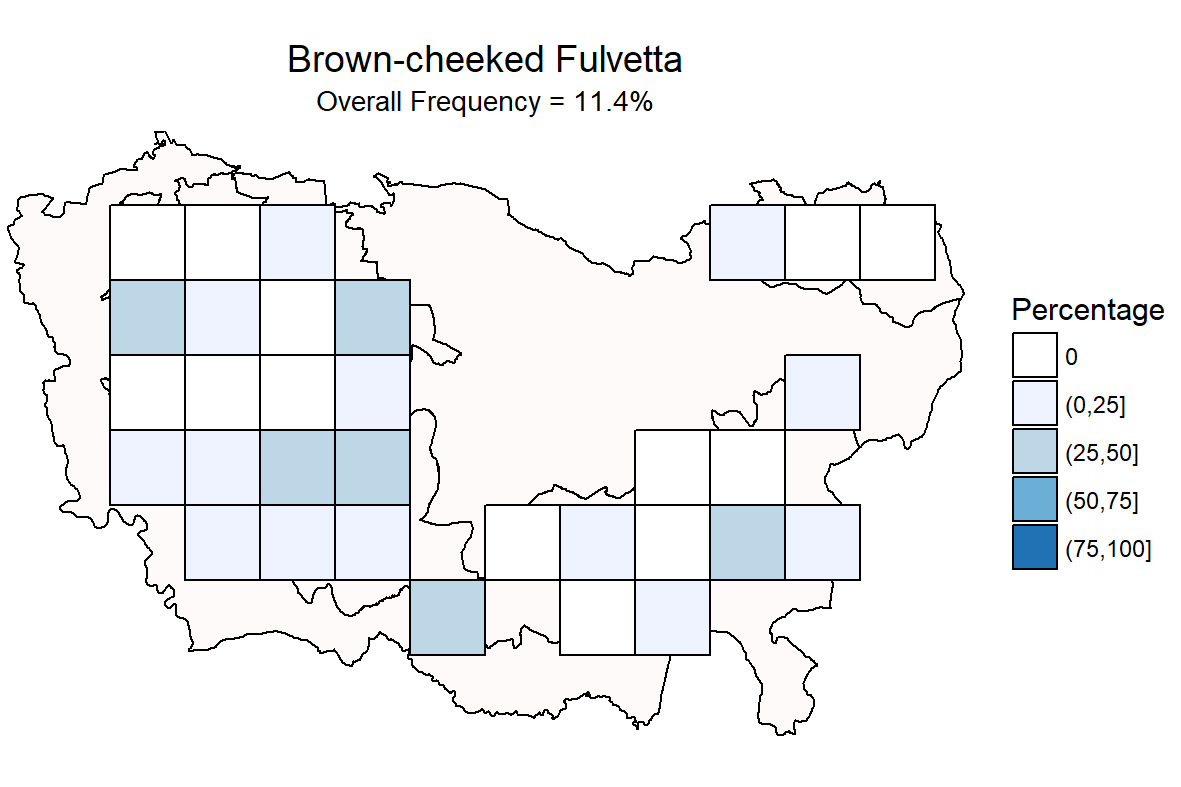 Brown-cheeked Fulvetta
Overall Frequency = 11.4%
Percentage
0
(0,25]
(25,50]
(50,75]
(75,100]